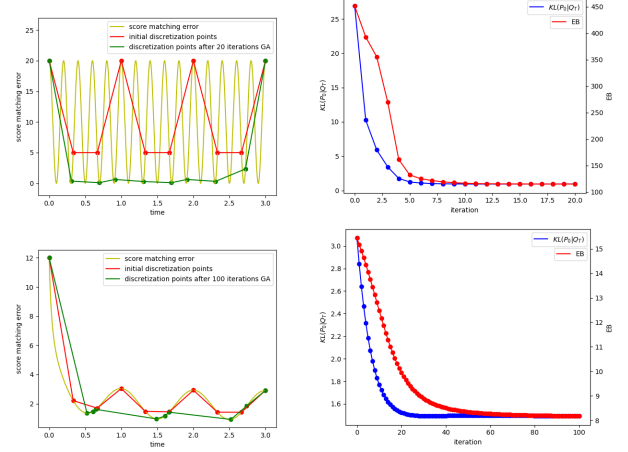 score matching error
initial discretization points
discretization points after 20 iterations GA
score matching error
20
15
10
5
0
0.0 0.5 1.0 1.5 2.0 2.5 3.0
time
KL(P₀|Q_T)
EB
KL(P₀|Q_T)
25
20
15
10
5
0
450
400
350
300
250
200
150
100
EB
0.0 2.5 5.0 7.5 10.0 12.5 15.0 17.5 20.0
iteration
score matching error
initial discretization points
discretization points after 100 iterations GA
score matching error
12
10
8
6
4
2
0.0 0.5 1.0 1.5 2.0 2.5 3.0
time
KL(P₀|Q_T)
EB
KL(P₀|Q_T)
3.0
2.8
2.6
2.4
2.2
2.0
1.8
1.6
15
14
13
12
11
10
9
8
EB
0 20 40 60 80 100
iteration